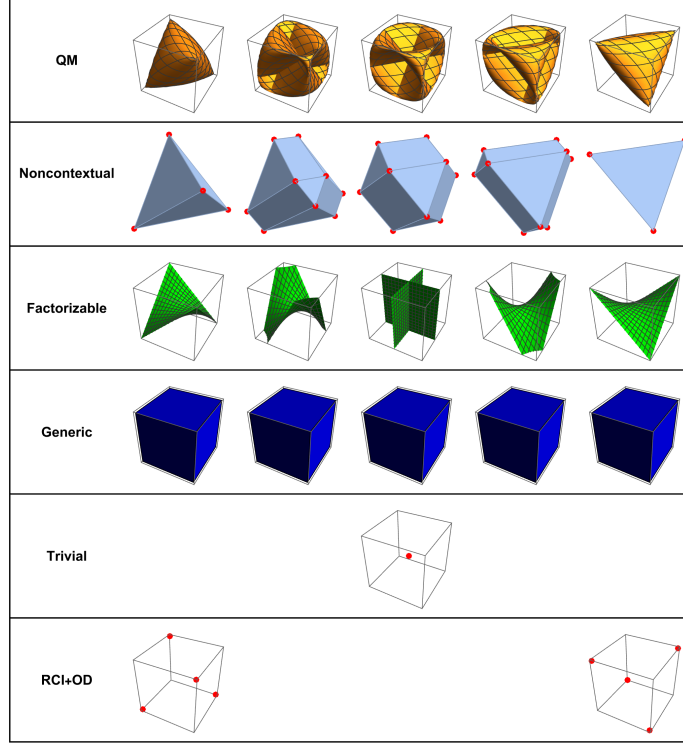 QM
Noncontextual
Factorizable
Generic
Trivial
RCI+OD